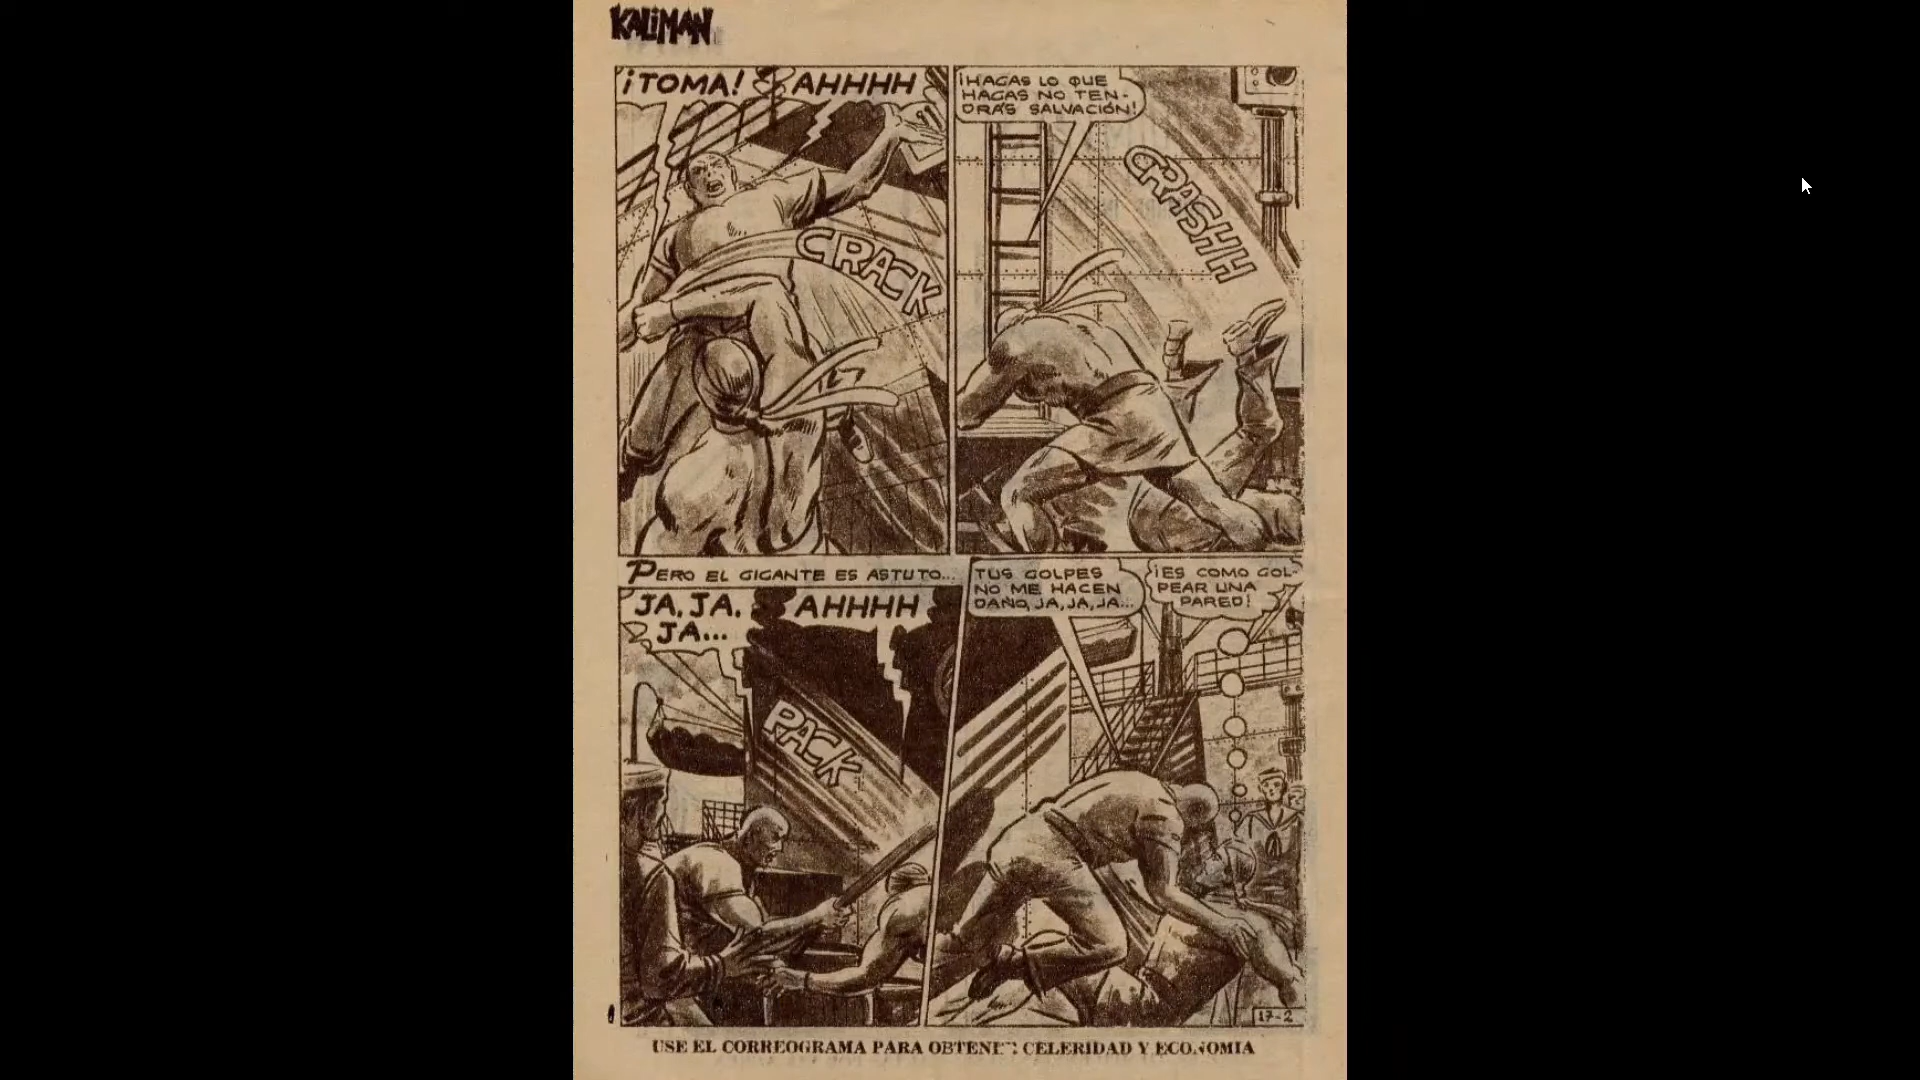 KALIMAN
¡TOMA!
AHHHH
CRACK
¡HAGAS LO QUE
HAGAS NO TEN-
DRÁS SALVACIÓN!
CRASHH
PERO EL GIGANTE ES ASTUTO...
JA, JA,
JA...
AHHHH
PACK
TUS GOLPES
NO ME HACEN
DAÑO, JA, JA, JA...
¡ES COMO GOL-
PEAR UNA
PARED!
17-2
USE EL CORREOGRAMA PARA OBTENER CELERIDAD Y ECONOMIA